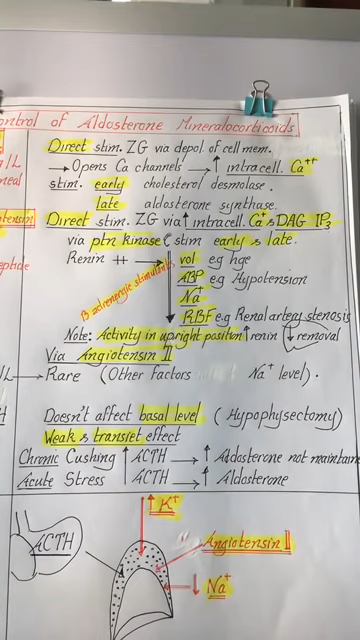 ontrol of Aldosterone Mineralocorticoids
Direct stim. ZG via depol. of cell mem.
→ Opens Ca channels → ↑ intracell. Ca++
stim. early cholesterol desmolase.
late aldosterone synthase.
Direct stim. ZG via ↑ intracell. Ca+ & DAG IP3
via ptn kinase C stim early & late.
Renin ++ → vol eg hge
B adrenergic stimulants
ABP eg Hypotension
Na+
RBF eg Renal artery stenosis
Note: Activity in upright position ↑ renin ↓ removal
Via Angiotensin II
→ Rare (Other factors Na+ level).
Doesn't affect basal level (Hypophysectomy)
Weak & transiet effect
Chronic Cushing ↑ ACTH → ↑ Aldosterone not maintain
Acute Stress ↑ ACTH → ↑ Aldosterone
↑ K+
ACTH
Angiotensin II
↓ Na+